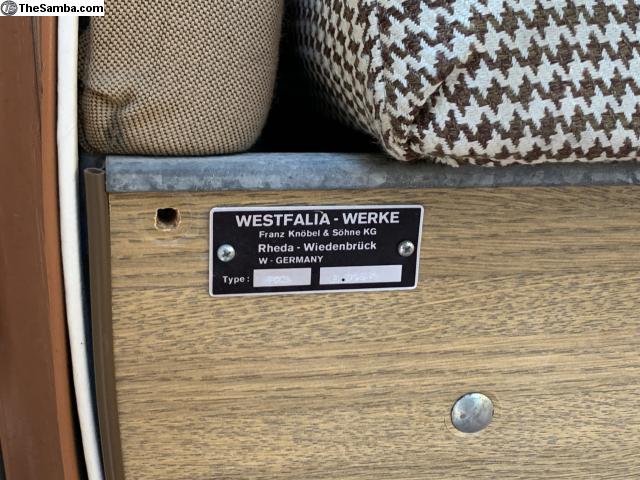 TheSamba.com
WESTFALIA - WERKE
Franz Knöbel & Söhne KG
Rheda - Wiedenbrück
W - GERMANY
Type: